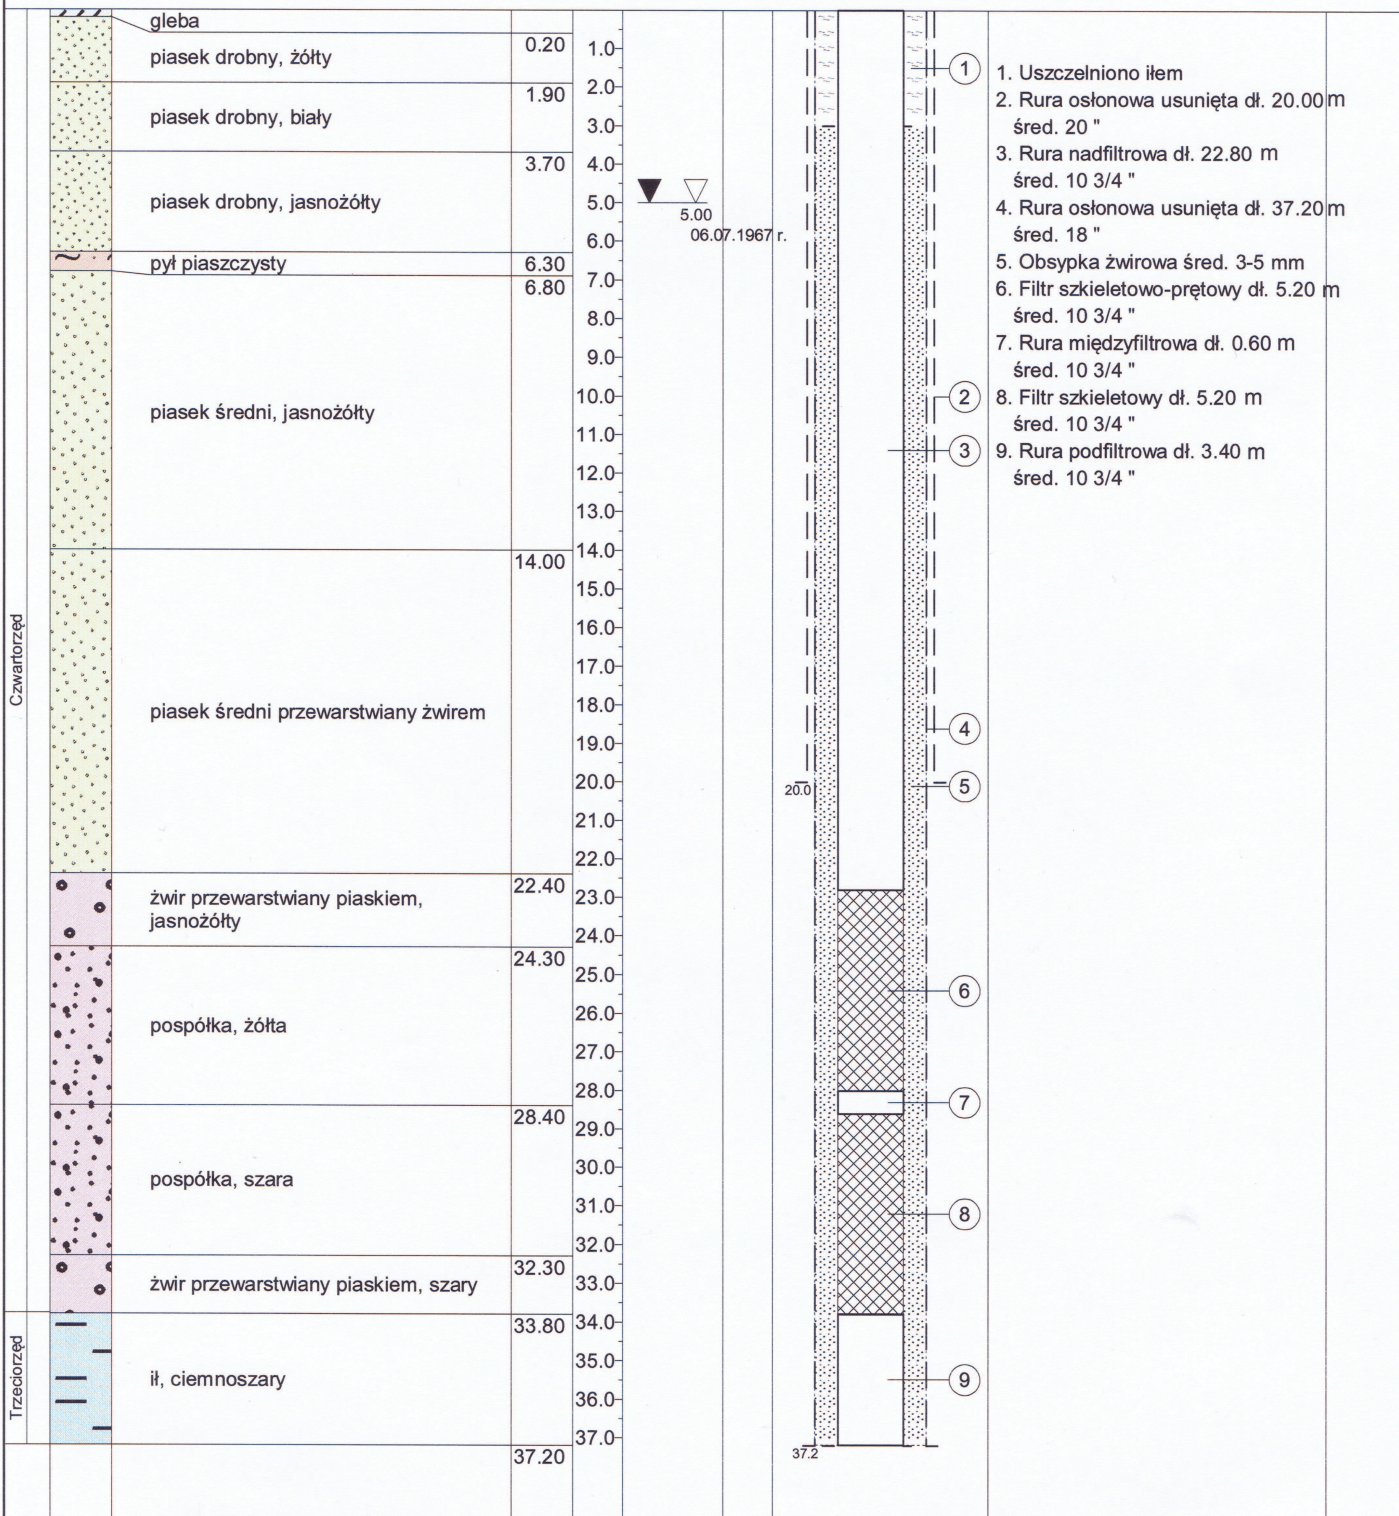 gleba
0.20
piasek drobny, żółty
1.90
piasek drobny, biały
3.70
piasek drobny, jasnożółty
pył piaszczysty
6.30
6.80
piasek średni, jasnożółty
14.00
piasek średni przewarstwiany żwirem
22.40
żwir przewarstwiany piaskiem,
jasnożółty
24.30
pospółka, żółta
28.40
pospółka, szara
32.30
żwir przewarstwiany piaskiem, szary
33.80
ił, ciemnoszary
37.20
Czwartorzęd
Trzeciorzęd
1.0
2.0
3.0
4.0
5.0
6.0
7.0
8.0
9.0
10.0
11.0
12.0
13.0
14.0
15.0
16.0
17.0
18.0
19.0
20.0
21.0
22.0
23.0
24.0
25.0
26.0
27.0
28.0
29.0
30.0
31.0
32.0
33.0
34.0
35.0
36.0
37.0
5.00
06.07.1967 r.
20.0
37.2
1
2
3
4
5
6
7
8
9
1. Uszczelniono iłem
2. Rura osłonowa usunięta dł. 20.00 m
śred. 20 "
3. Rura nadfiltrowa dł. 22.80 m
śred. 10 3/4 "
4. Rura osłonowa usunięta dł. 37.20 m
śred. 18 "
5. Obsypka żwirowa śred. 3-5 mm
6. Filtr szkieletowo-prętowy dł. 5.20 m
śred. 10 3/4 "
7. Rura międzyfiltrowa dł. 0.60 m
śred. 10 3/4 "
8. Filtr szkieletowy dł. 5.20 m
śred. 10 3/4 "
9. Rura podfiltrowa dł. 3.40 m
śred. 10 3/4 "